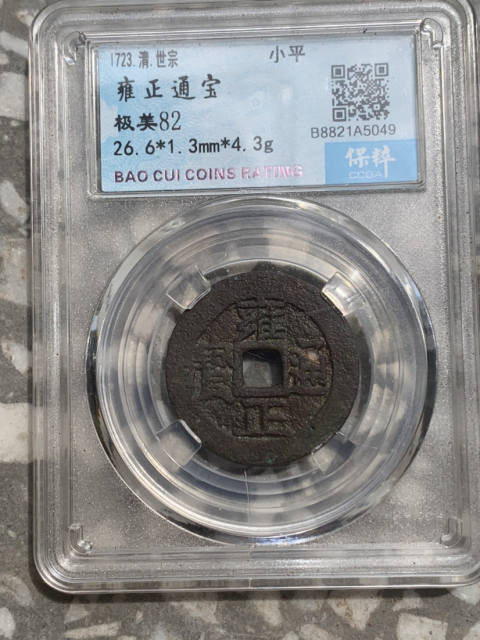 1723.清.世宗
小平
雍正通宝
极美82
26.6*1.3mm*4.3g
BAO CUI COINS RATING
B8821A5049
保粹
CCGA
雍
通
正